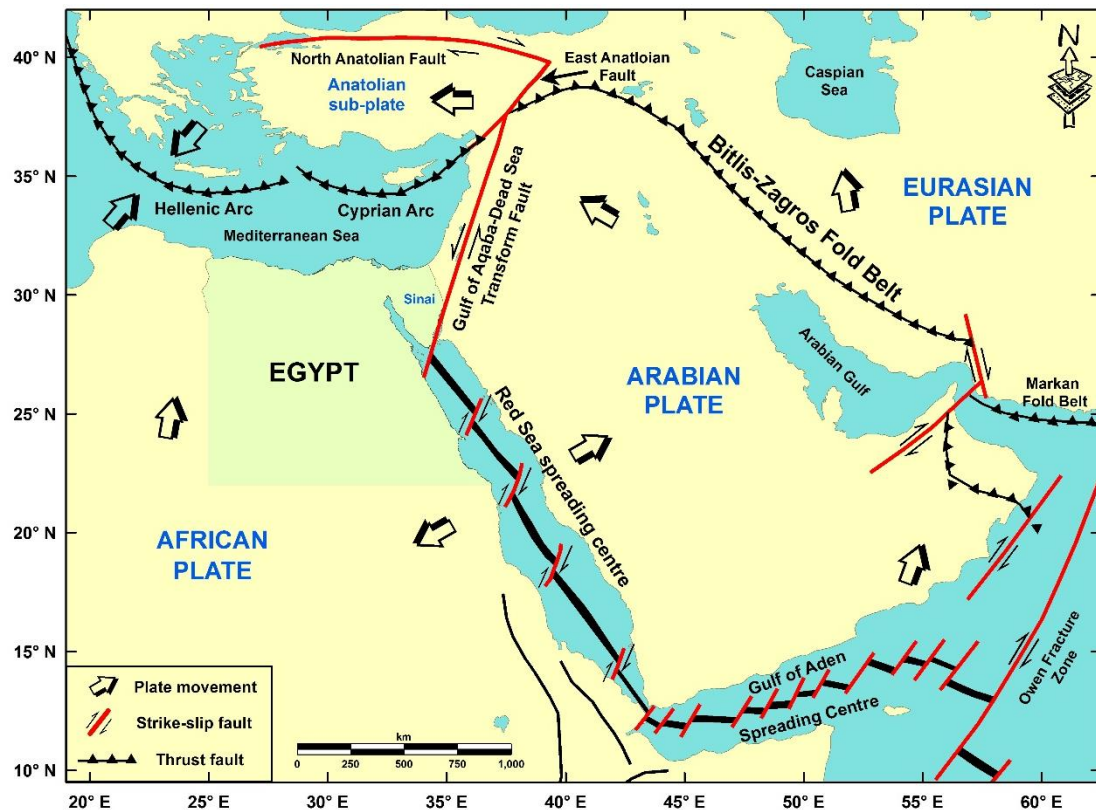 40° N
35° N
30° N
25° N
20° N
15° N
10° N
North Anatolian Fault
East Anatloian
Fault
Anatolian
sub-plate
Caspian
Sea
N
Hellenic Arc
Cyprian Arc
Mediterranean Sea
Gulf of Aqaba-Dead Sea
Transform Fault
Bitlis-Zagros Fold Belt
EURASIAN
PLATE
Sinai
EGYPT
Arabian Gulf
ARABIAN
PLATE
Markan
Fold Belt
Red Sea spreading centre
AFRICAN
PLATE
Gulf of Aden
Spreading Centre
Owen Fracture
Zone
Plate movement
Strike-slip fault
Thrust fault
km
0 250 500 750 1,000
20° E 25° E 30° E 35° E 40° E 45° E 50° E 55° E 60° E